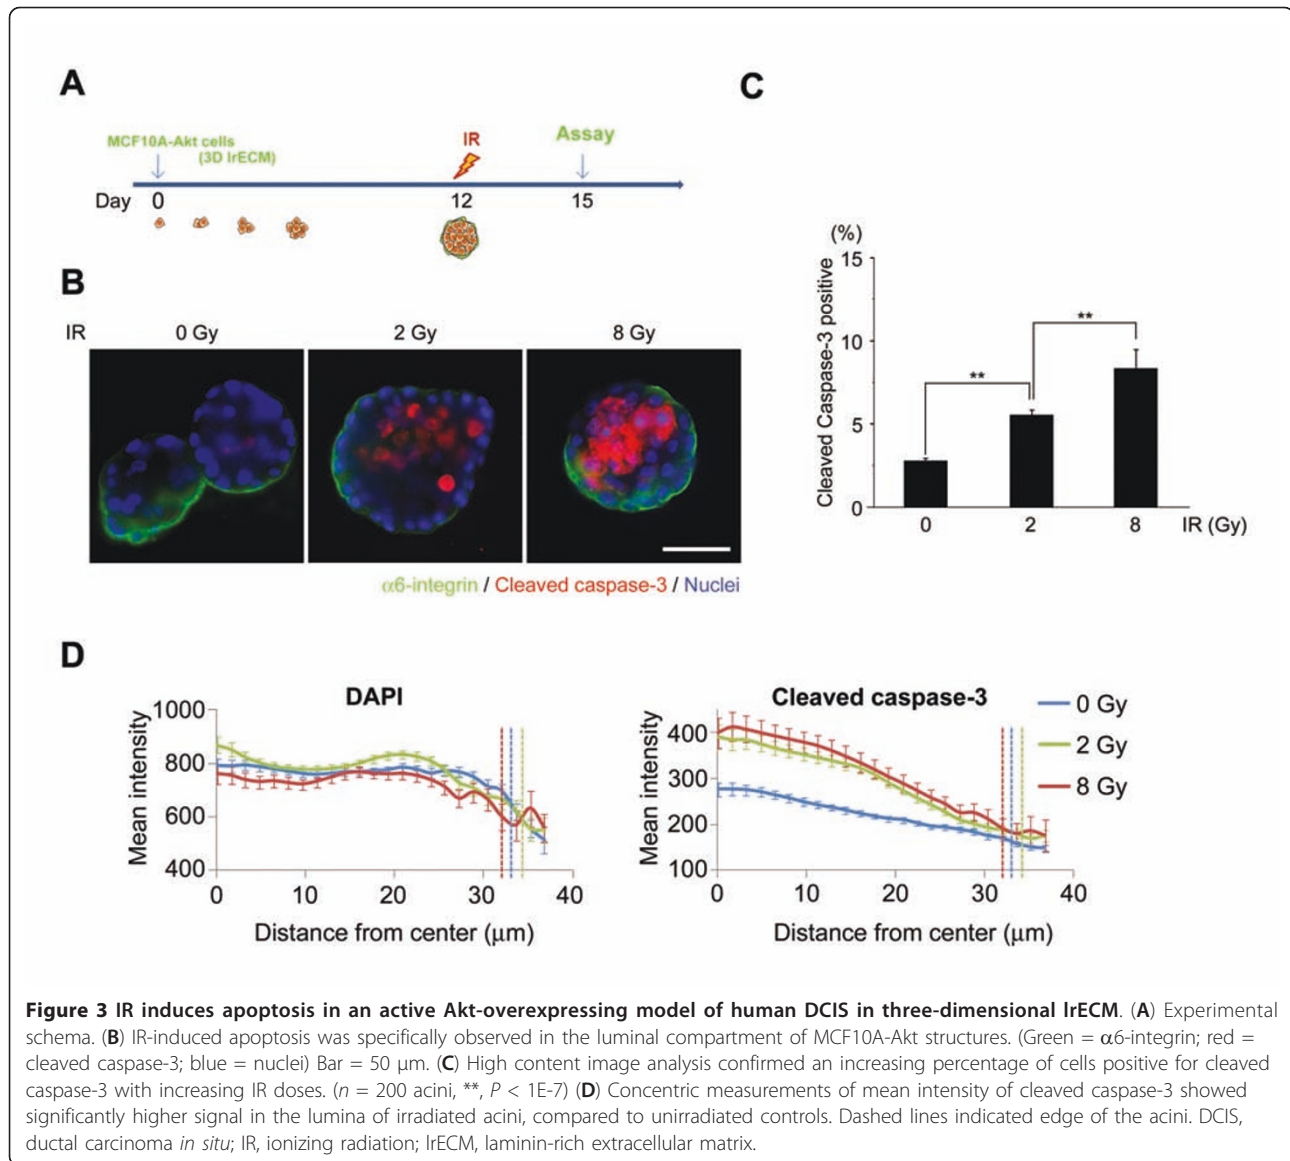 A
MCF10A-Akt cells
(3D lrECM)
IR
Assay
Day 0 12 15
B
IR 0 Gy 2 Gy 8 Gy
α6-integrin / Cleaved caspase-3 / Nuclei
C
(%)
Cleaved Caspase-3 positive
15
10
5
0
**
**
0 2 8 IR (Gy)
D
DAPI
Mean intensity
1000
800
600
400
0 10 20 30 40
Distance from center (μm)
Cleaved caspase-3
Mean intensity
400
300
200
100
0 10 20 30 40
Distance from center (μm)
0 Gy
2 Gy
8 Gy
Figure 3 IR induces apoptosis in an active Akt-overexpressing model of human DCIS in three-dimensional lrECM. (A) Experimental
schema. (B) IR-induced apoptosis was specifically observed in the luminal compartment of MCF10A-Akt structures. (Green = α6-integrin; red =
cleaved caspase-3; blue = nuclei) Bar = 50 μm. (C) High content image analysis confirmed an increasing percentage of cells positive for cleaved
caspase-3 with increasing IR doses. (n = 200 acini, **, P < 1E-7) (D) Concentric measurements of mean intensity of cleaved caspase-3 showed
significantly higher signal in the lumina of irradiated acini, compared to unirradiated controls. Dashed lines indicated edge of the acini. DCIS,
ductal carcinoma in situ; IR, ionizing radiation; lrECM, laminin-rich extracellular matrix.